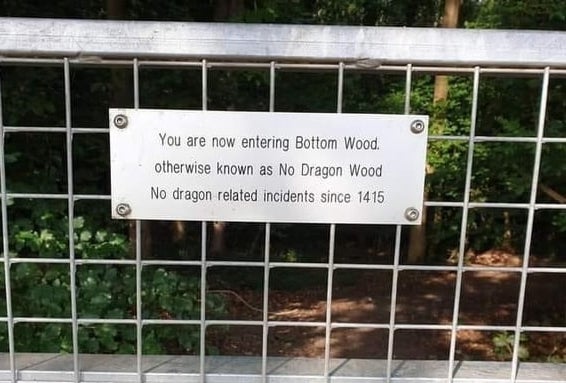 You are now entering Bottom Wood.
otherwise known as No Dragon Wood
No dragon related incidents since 1415